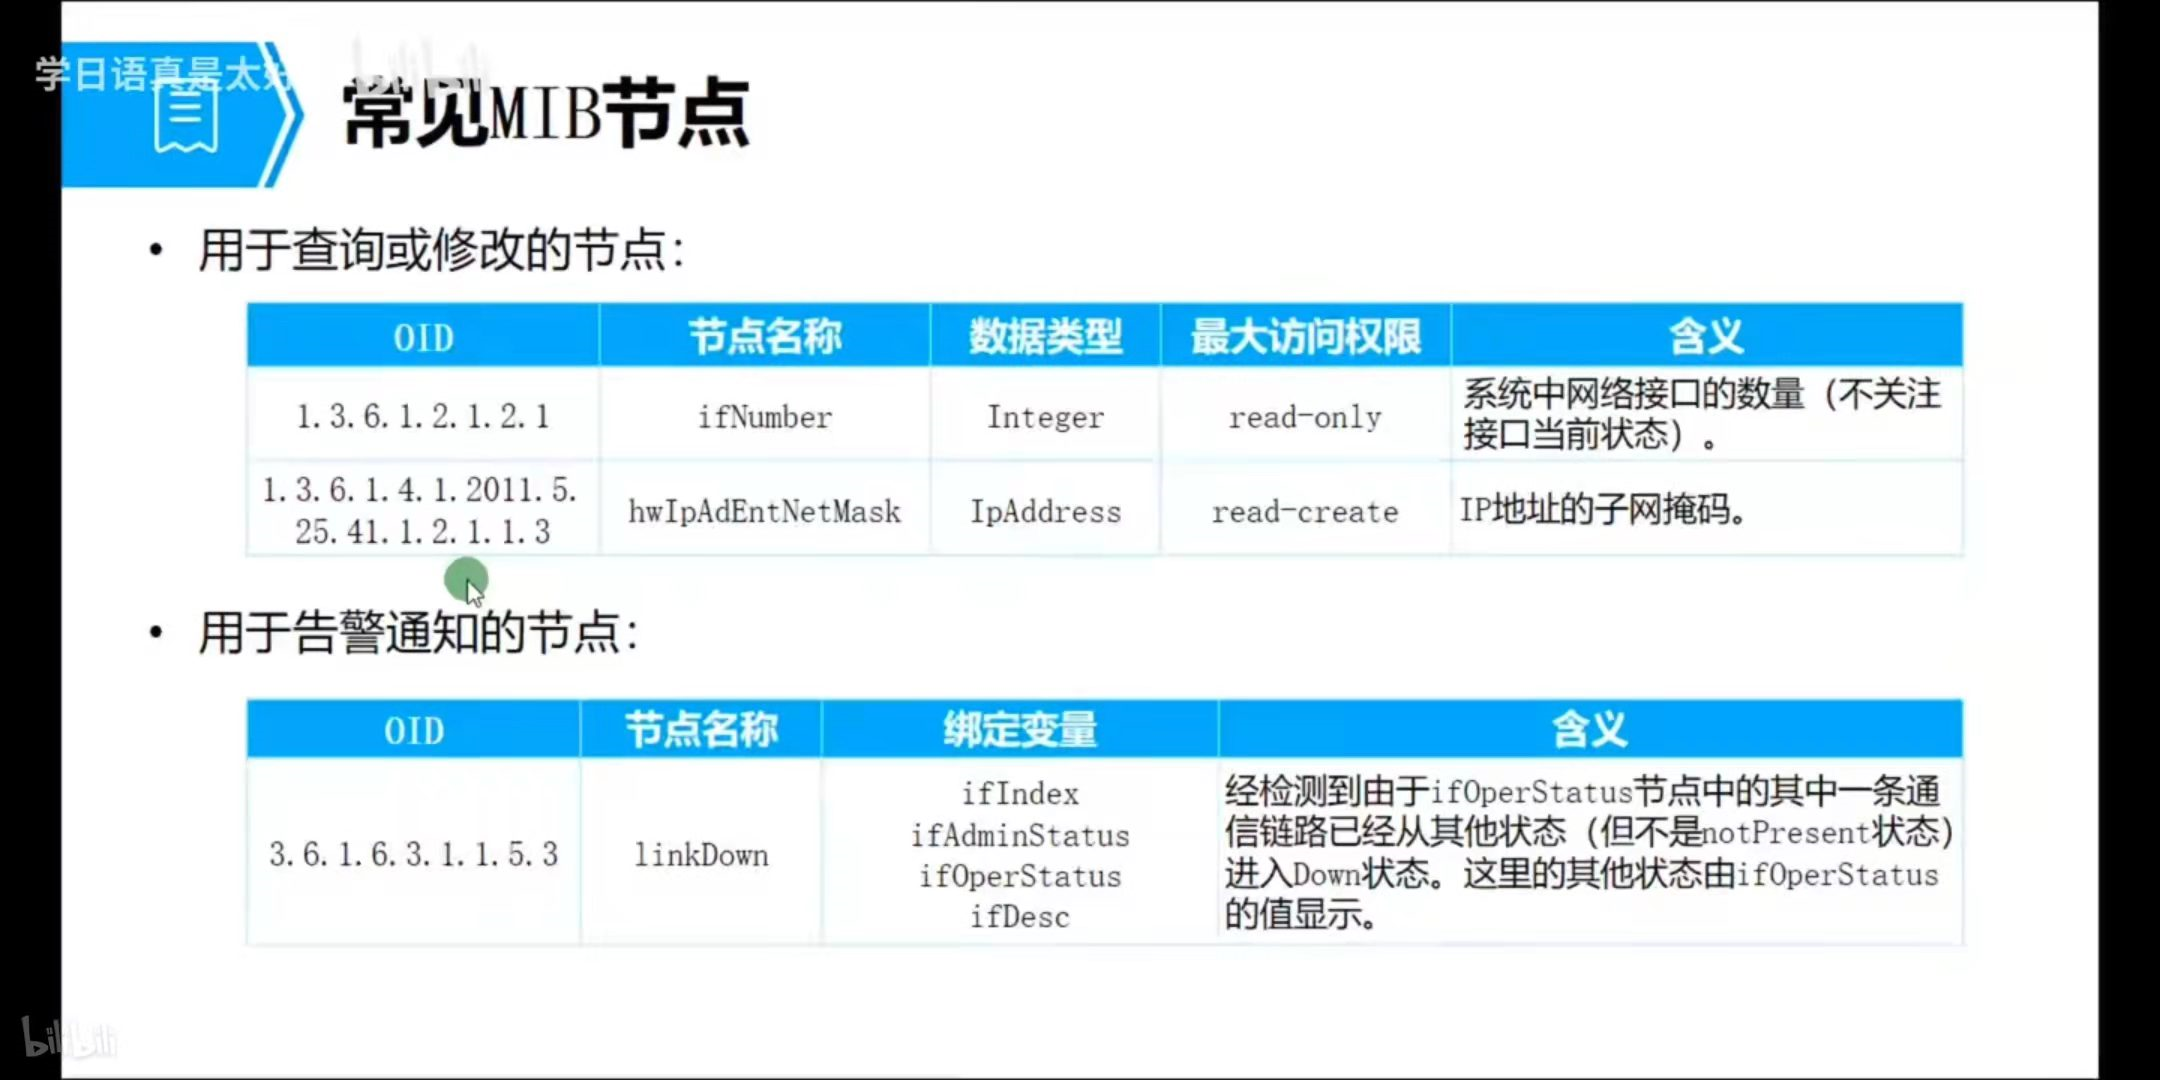 学日语真是太好
bilibili
常见MIB节点
• 用于查询或修改的节点：
OID 节点名称 数据类型 最大访问权限 含义
1.3.6.1.2.1.2.1 ifNumber Integer read-only 系统中网络接口的数量（不关注
接口当前状态）。
1.3.6.1.4.1.2011.5.
25.41.1.2.1.1.3 hwIpAdEntNetMask IpAddress read-create IP地址的子网掩码。
• 用于告警通知的节点：
OID 节点名称 绑定变量 含义
3.6.1.6.3.1.1.5.3 linkDown
ifIndex
ifAdminStatus
ifOperStatus
ifDesc
经检测到由于ifOperStatus节点中的其中一条通
信链路已经从其他状态（但不是notPresent状态）
进入Down状态。这里的其他状态由ifOperStatus
的值显示。
bilibili